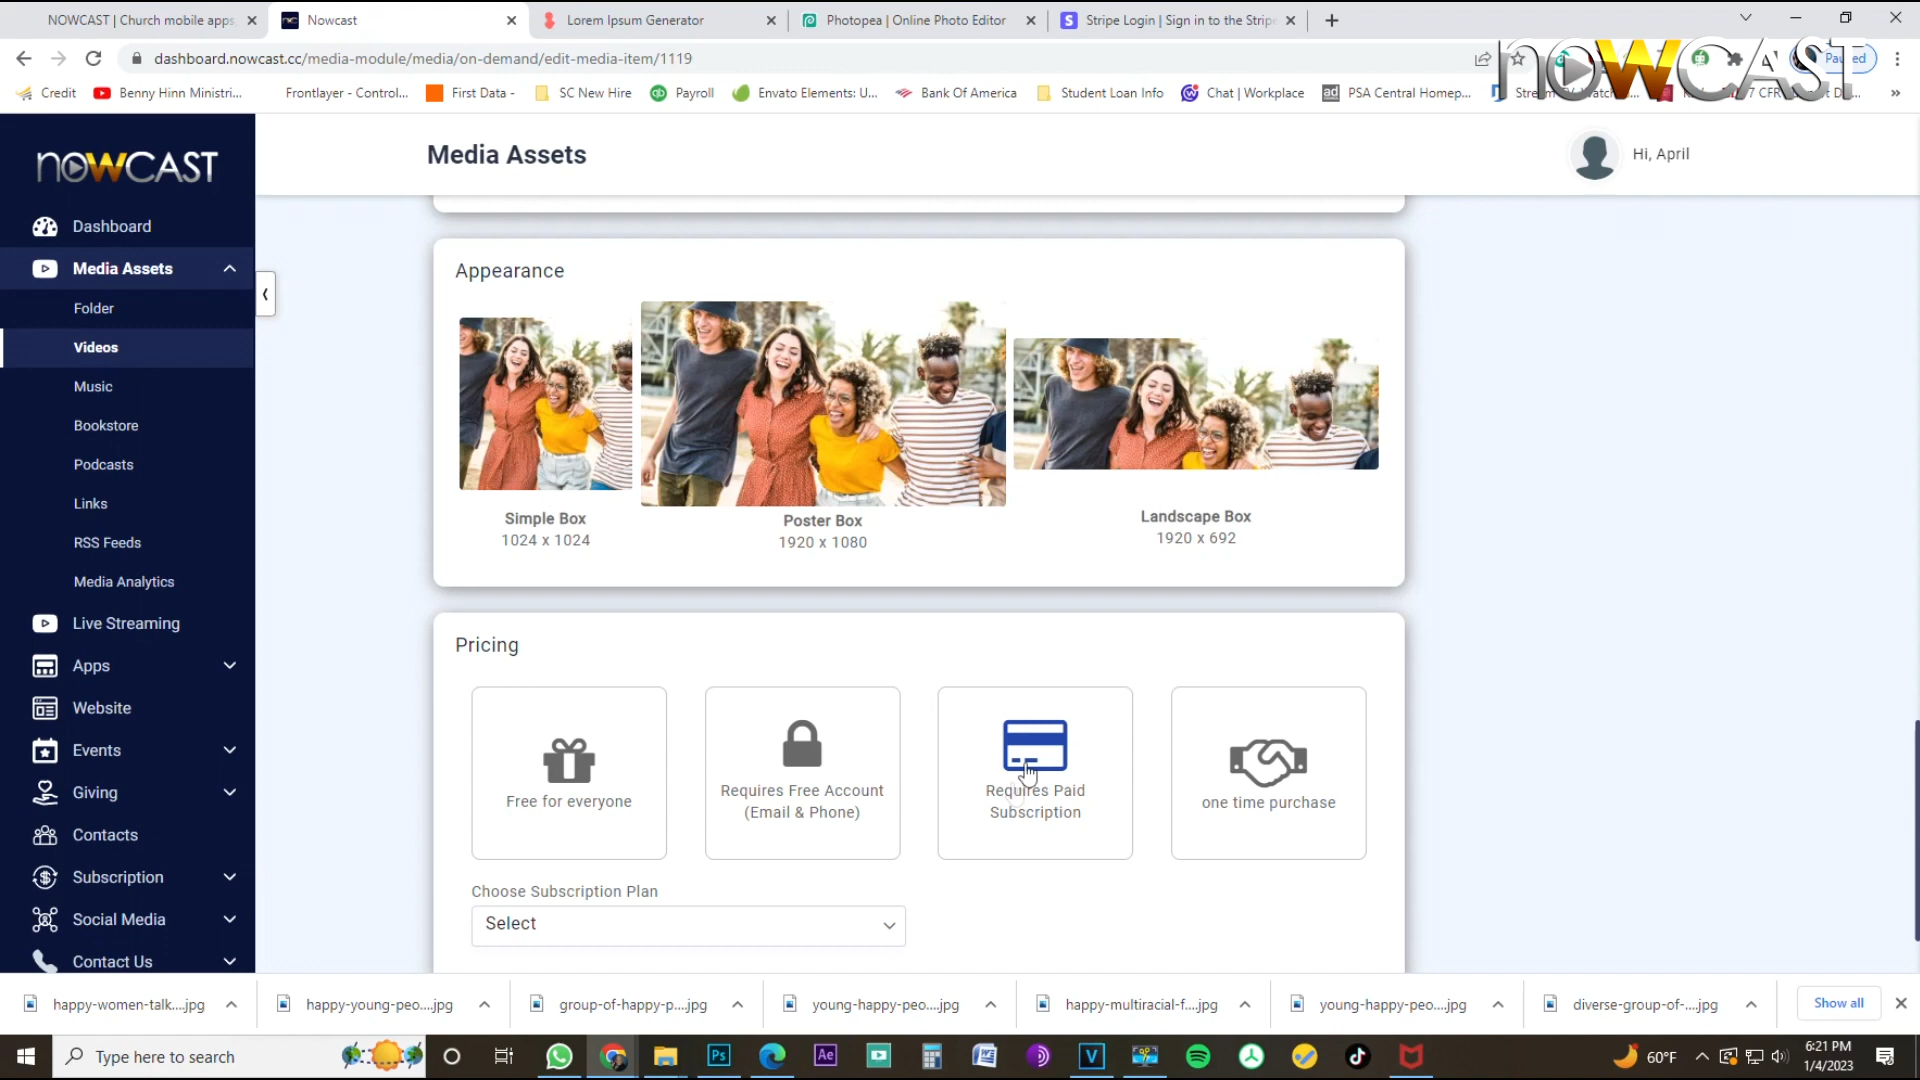 NOWCAST | Church mobile apps
Nowcast
Lorem Ipsum Generator
Photopea | Online Photo Editor
Stripe Login | Sign in to the Stripe
dashboard.nowcast.cc/media-module/media/on-demand/edit-media-item/1119
Paused
nowCAST
Credit
Benny Hinn Ministri...
Frontlayer - Control...
First Data -
SC New Hire
Payroll
Envato Elements: U...
Bank Of America
Student Loan Info
Chat | Workplace
PSA Central Homep...
nowCAST
Media Assets
Hi, April
Dashboard
Media Assets
Folder
Videos
Music
Bookstore
Podcasts
Links
RSS Feeds
Media Analytics
Live Streaming
Apps
Website
Events
Giving
Contacts
Subscription
Social Media
Contact Us
Appearance
Simple Box
1024 x 1024
Poster Box
1920 x 1080
Landscape Box
1920 x 692
Pricing
Free for everyone
Requires Free Account
(Email & Phone)
Requires Paid
Subscription
one time purchase
Choose Subscription Plan
Select
happy-women-talk....jpg
happy-young-peo....jpg
group-of-happy-p....jpg
young-happy-peo....jpg
happy-multiracial-f....jpg
young-happy-peo....jpg
diverse-group-of-....jpg
Show all
Type here to search
60°F
6:21 PM
1/4/2023